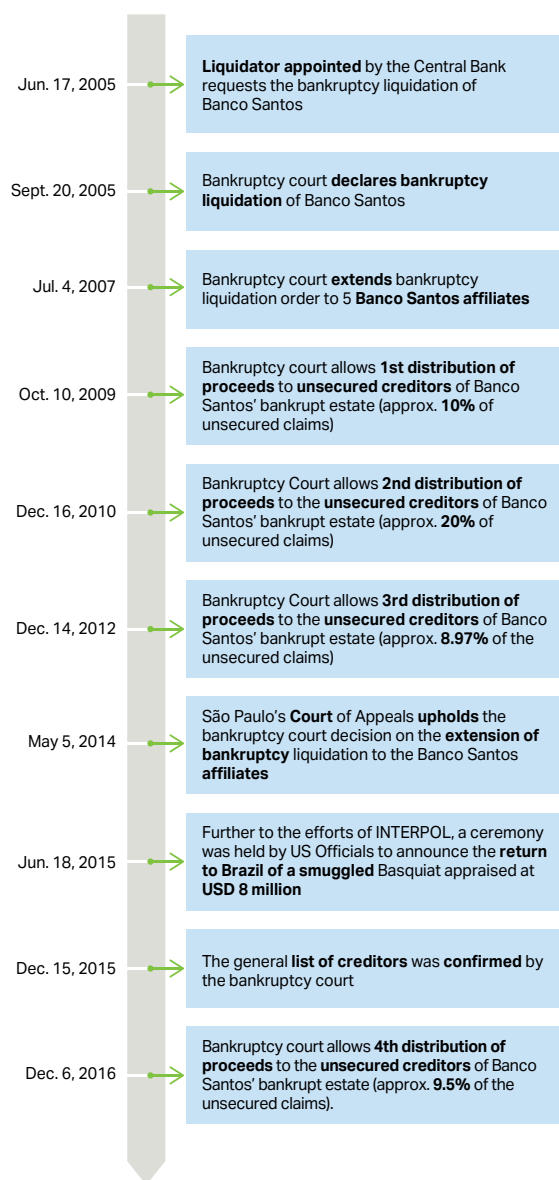 Jun. 17, 2005
Liquidator appointed by the Central Bank
requests the bankruptcy liquidation of
Banco Santos
Sept. 20, 2005
Bankruptcy court declares bankruptcy
liquidation of Banco Santos
Jul. 4, 2007
Bankruptcy court extends bankruptcy
liquidation order to 5 Banco Santos affiliates
Oct. 10, 2009
Bankruptcy court allows 1st distribution of
proceeds to unsecured creditors of Banco
Santos' bankrupt estate (approx. 10% of
unsecured claims)
Dec. 16, 2010
Bankruptcy Court allows 2nd distribution of
proceeds to the unsecured creditors of Banco
Santos' bankrupt estate (approx. 20% of
unsecured claims)
Dec. 14, 2012
Bankruptcy Court allows 3rd distribution of
proceeds to the unsecured creditors of Banco
Santos' bankrupt estate (approx. 8.97% of the
unsecured claims)
May 5, 2014
São Paulo's Court of Appeals upholds the
bankruptcy court decision on the extension of
bankruptcy liquidation to the Banco Santos
affiliates
Jun. 18, 2015
Further to the efforts of INTERPOL, a ceremony
was held by US Officials to announce the return
to Brazil of a smuggled Basquiat appraised at
USD 8 million
Dec. 15, 2015
The general list of creditors was confirmed by
the bankruptcy court
Dec. 6, 2016
Bankruptcy court allows 4th distribution of
proceeds to the unsecured creditors of Banco
Santos' bankrupt estate (approx. 9.5% of the
unsecured claims).